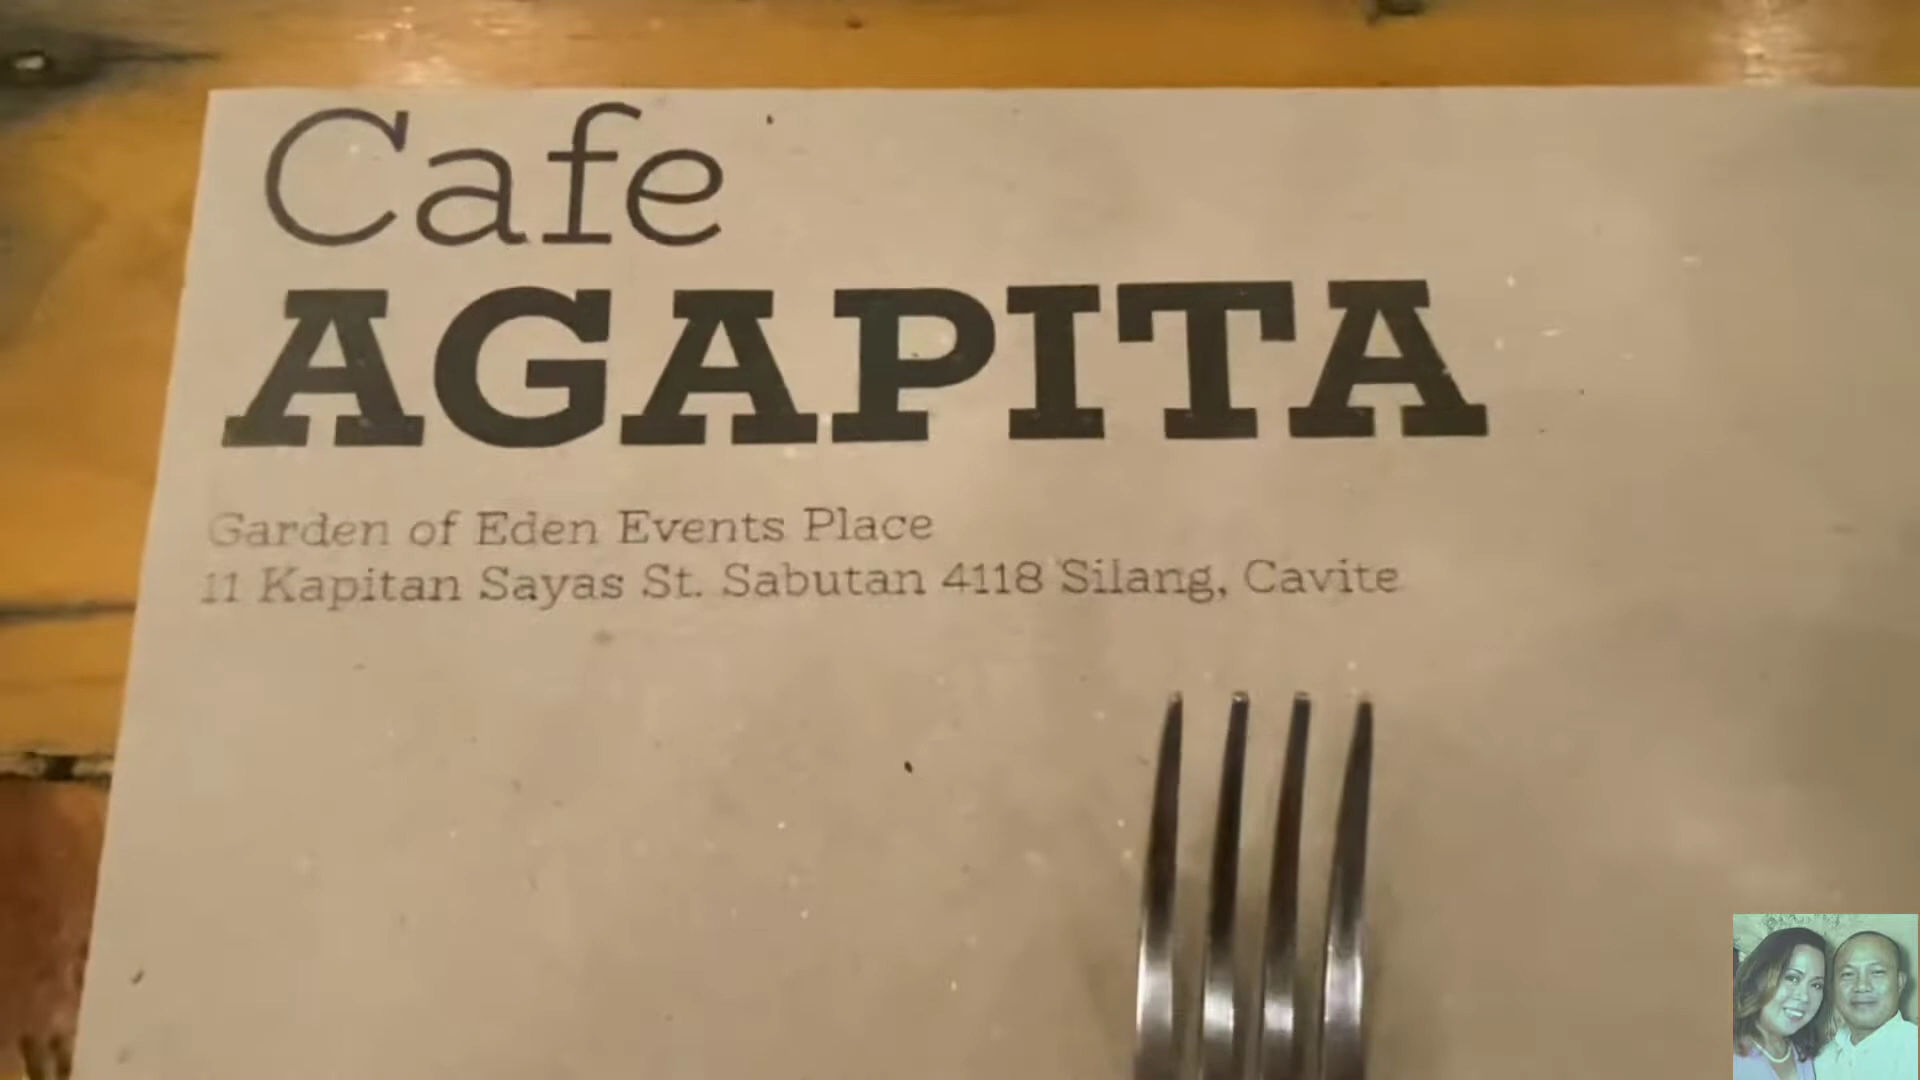 Cafe
AGAPITA
Garden of Eden Events Place
11 Kapitan Sayas St. Sabutan 4118 Silang, Cavite